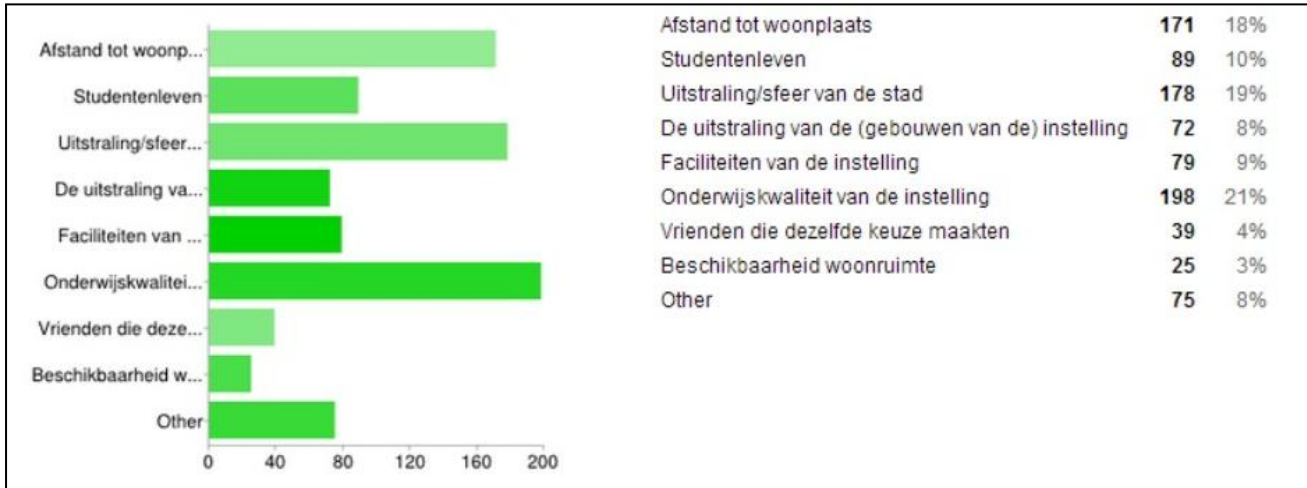 Afstand tot woonp...
Studentenleven
Uitstraling/sfeer...
De uitstraling va...
Faciliteiten van ...
Onderwijskwalitei...
Vrienden die deze...
Beschikbaarheid w...
Other
0 40 80 120 160 200
Afstand tot woonplaats 171 18%
Studentenleven 89 10%
Uitstraling/sfeer van de stad 178 19%
De uitstraling van de (gebouwen van de) instelling 72 8%
Faciliteiten van de instelling 79 9%
Onderwijskwaliteit van de instelling 198 21%
Vrienden die dezelfde keuze maakten 39 4%
Beschikbaarheid woonruimte 25 3%
Other 75 8%